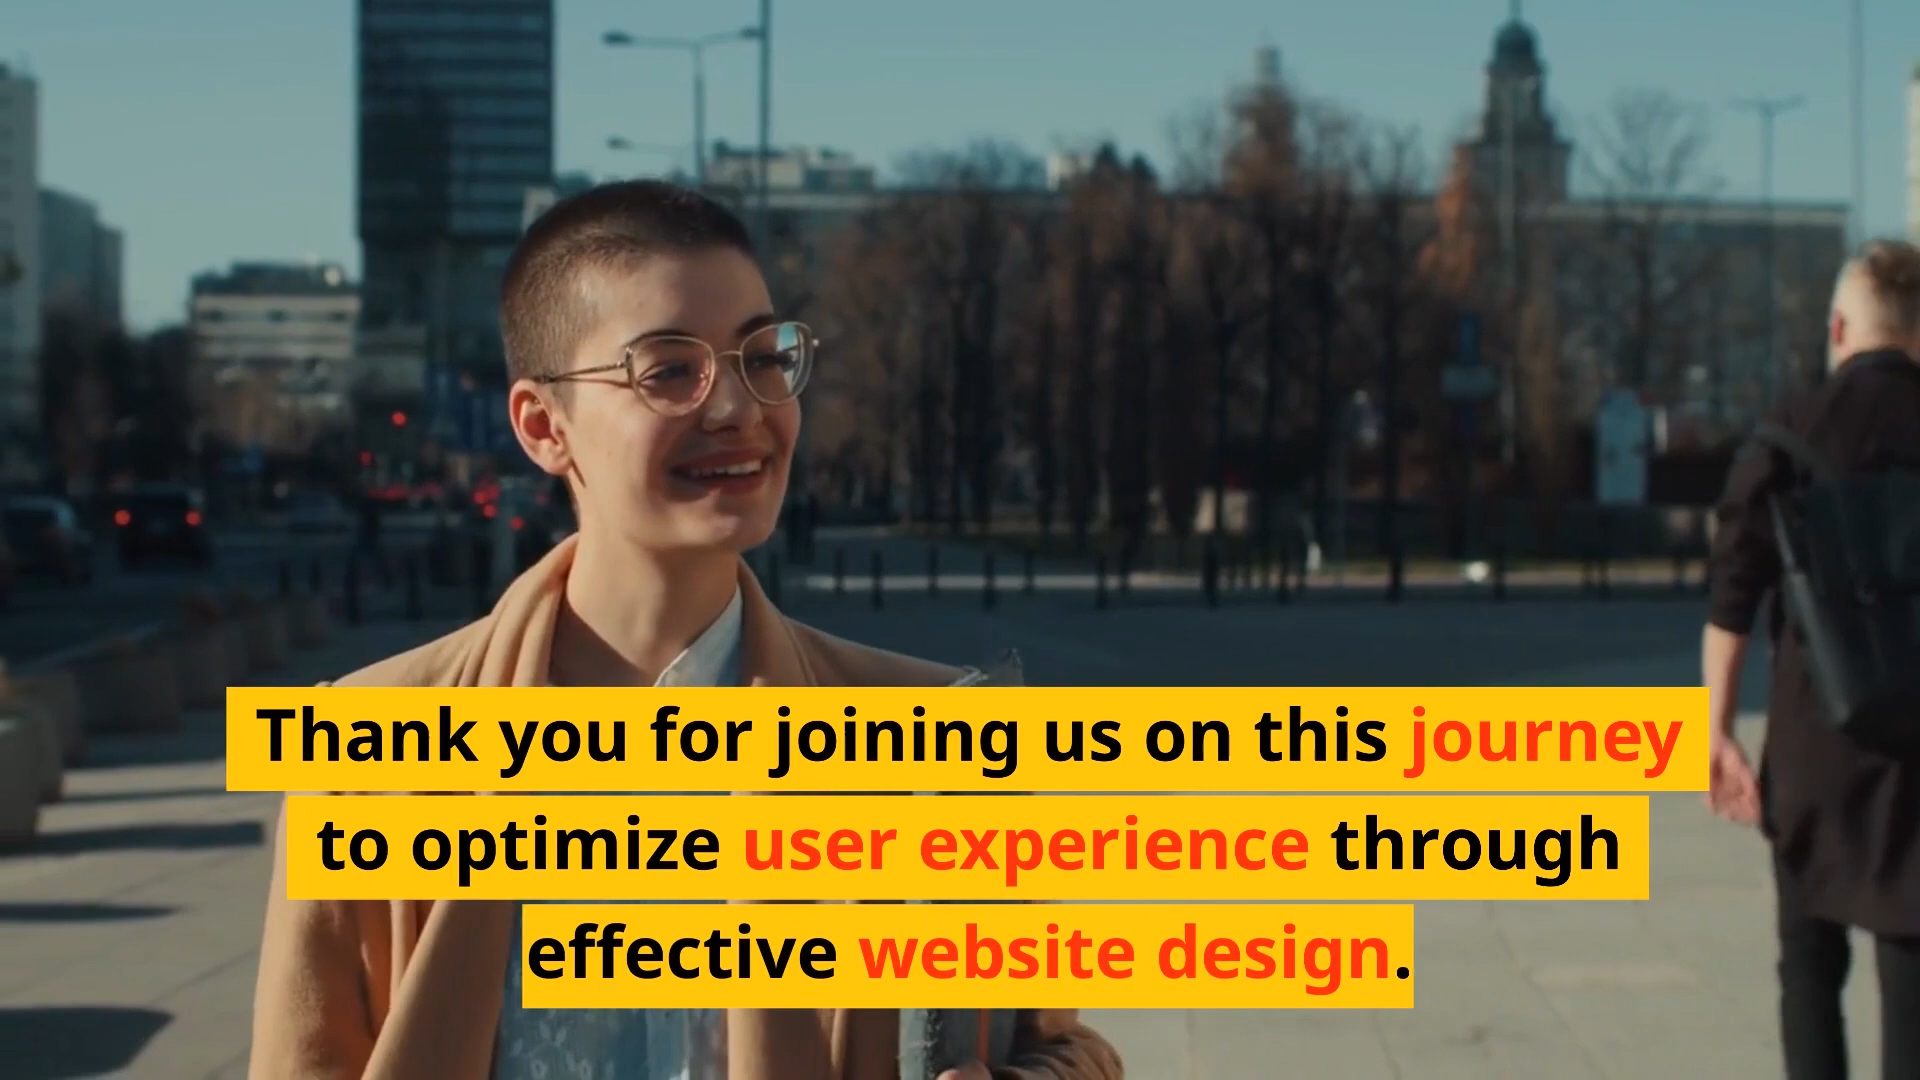 Thank you for joining us on this journey
to optimize user experience through
effective website design.